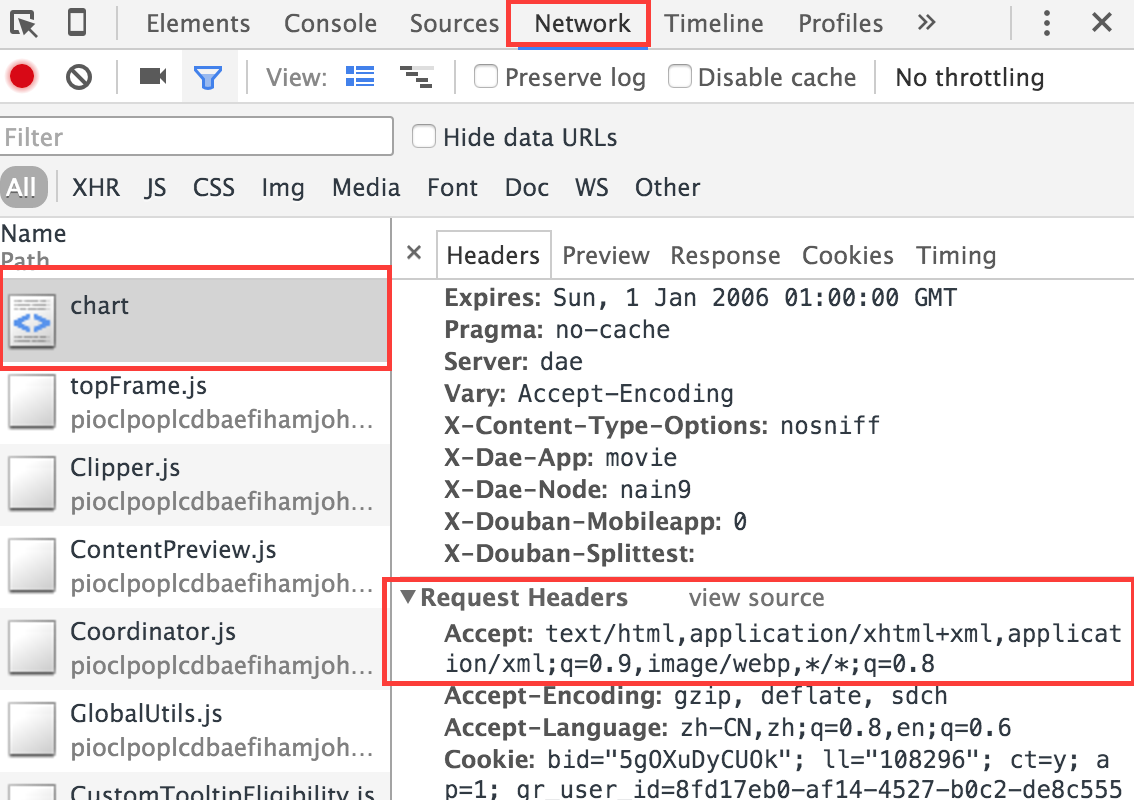 Elements Console Sources Network Timeline Profiles »
View: Preserve log Disable cache No throttling
Filter Hide data URLs
All XHR JS CSS Img Media Font Doc WS Other
Name
Path
chart
topFrame.js
pioclpoplcdbaefihamjoh...
Clipper.js
pioclpoplcdbaefihamjoh...
ContentPreview.js
pioclpoplcdbaefihamjoh...
Coordinator.js
pioclpoplcdbaefihamjoh...
GlobalUtils.js
pioclpoplcdbaefihamjoh...
CustomTooltipEligibility.js
× Headers Preview Response Cookies Timing
Expires: Sun, 1 Jan 2006 01:00:00 GMT
Pragma: no-cache
Server: dae
Vary: Accept-Encoding
X-Content-Type-Options: nosniff
X-Dae-App: movie
X-Dae-Node: nain9
X-Douban-Mobileapp: 0
X-Douban-Splittest:
▼Request Headers view source
Accept: text/html,application/xhtml+xml,applicat
ion/xml;q=0.9,image/webp,*/*;q=0.8
Accept-Encoding: gzip, deflate, sdch
Accept-Language: zh-CN,zh;q=0.8,en;q=0.6
Cookie: bid="5gOXuDyCUOk"; ll="108296"; ct=y; a
p=1; gr_user_id=8fd17eb0-af14-4527-b0c2-de8c555